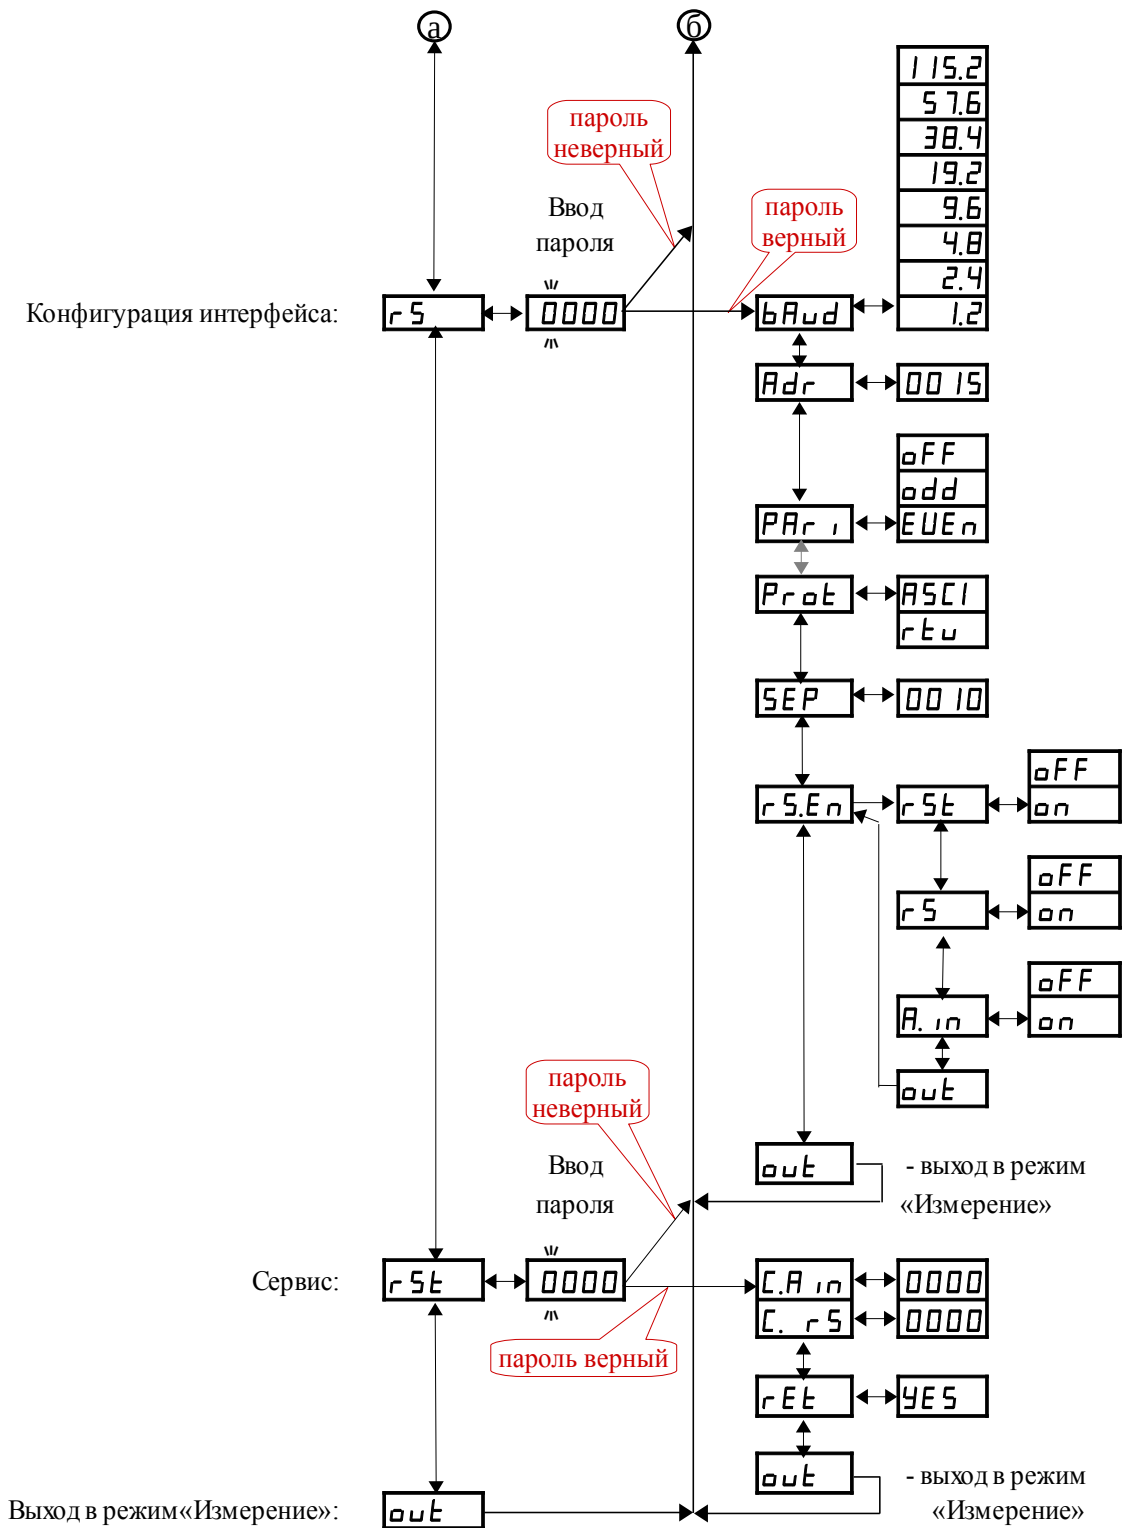 а
б
115.2
57.6
38.4
19.2
9.6
4.8
2.4
1.2
пароль
неверный
Ввод
пароля
пароль
верный
Конфигурация интерфейса:
rS
0000
bAud
Adr
0015
oFF
odd
EUEn
PAri
Prot
ASCI
rtu
SEP
0010
rS.En
rSt
oFF
on
rS
oFF
on
A.in
oFF
on
out
пароль
неверный
Ввод
пароля
out
- выход в режим
«Измерение»
Сервис:
rSt
0000
C.Ain
0000
C. rS
0000
пароль верный
rEt
YES
out
- выход в режим
«Измерение»
Выход в режим«Измерение»:
out